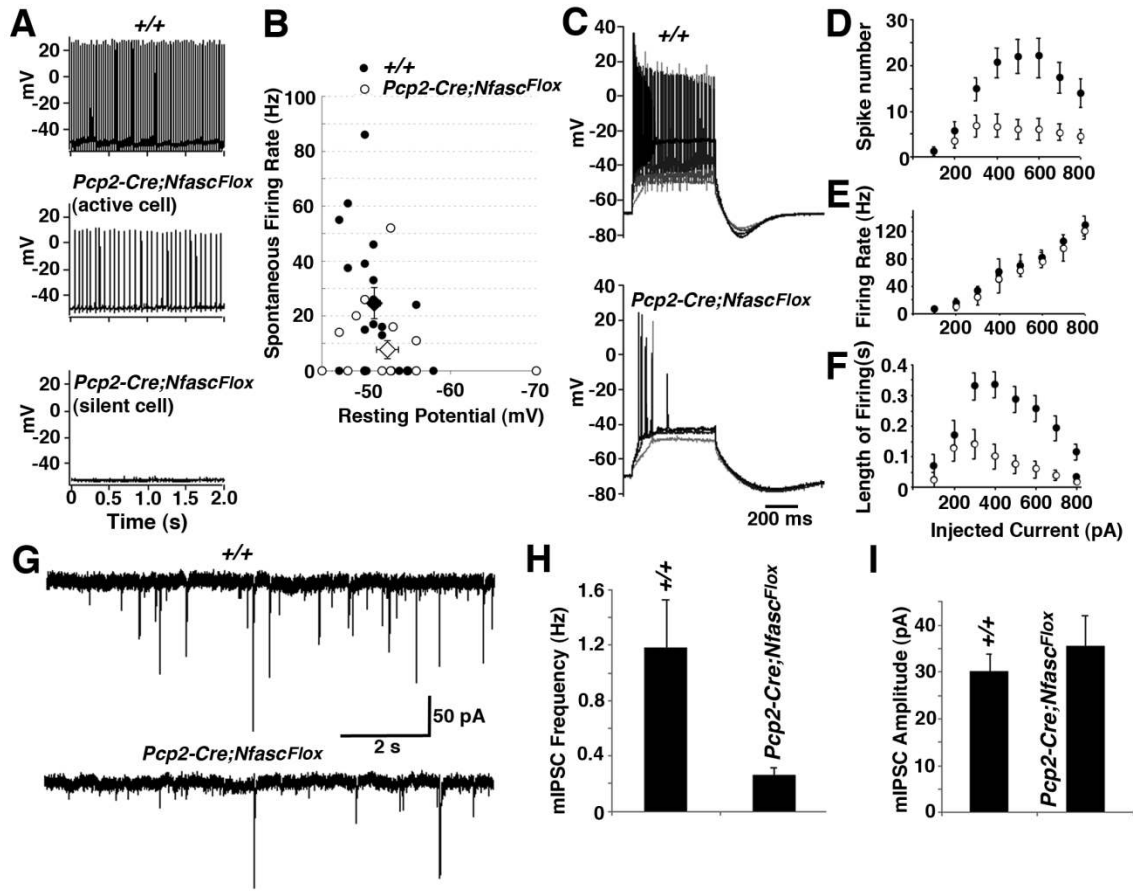 A
+/+
20
0
-20
-40
mV
Pcp2-Cre;NfascFlox
(active cell)
20
0
-20
-40
mV
Pcp2-Cre;NfascFlox
(silent cell)
20
0
-20
-40
mV
0 0.5 1.0 1.5 2.0
Time (s)
B
+/+
Pcp2-Cre;NfascFlox
100
80
60
40
20
0
Spontaneous Firing Rate (Hz)
-50 -60 -70
Resting Potential (mV)
C
+/+
40
20
0
-20
-40
-60
-80
mV
Pcp2-Cre;NfascFlox
40
20
0
-20
-40
-60
-80
mV
200 ms
D
30
20
10
0
Spike number
200 400 600 800
E
120
80
40
0
Firing Rate (Hz)
200 400 600 800
F
0.4
0.3
0.2
0.1
0
Length of Firing(s)
200 400 600 800
Injected Current (pA)
G
+/+
50 pA
2 s
Pcp2-Cre;NfascFlox
H
1.6
1.2
0.8
0.4
0
mIPSC Frequency (Hz)
+/+
Pcp2-Cre;NfascFlox
I
40
30
20
10
0
mIPSC Amplitude (pA)
+/+
Pcp2-Cre;NfascFlox